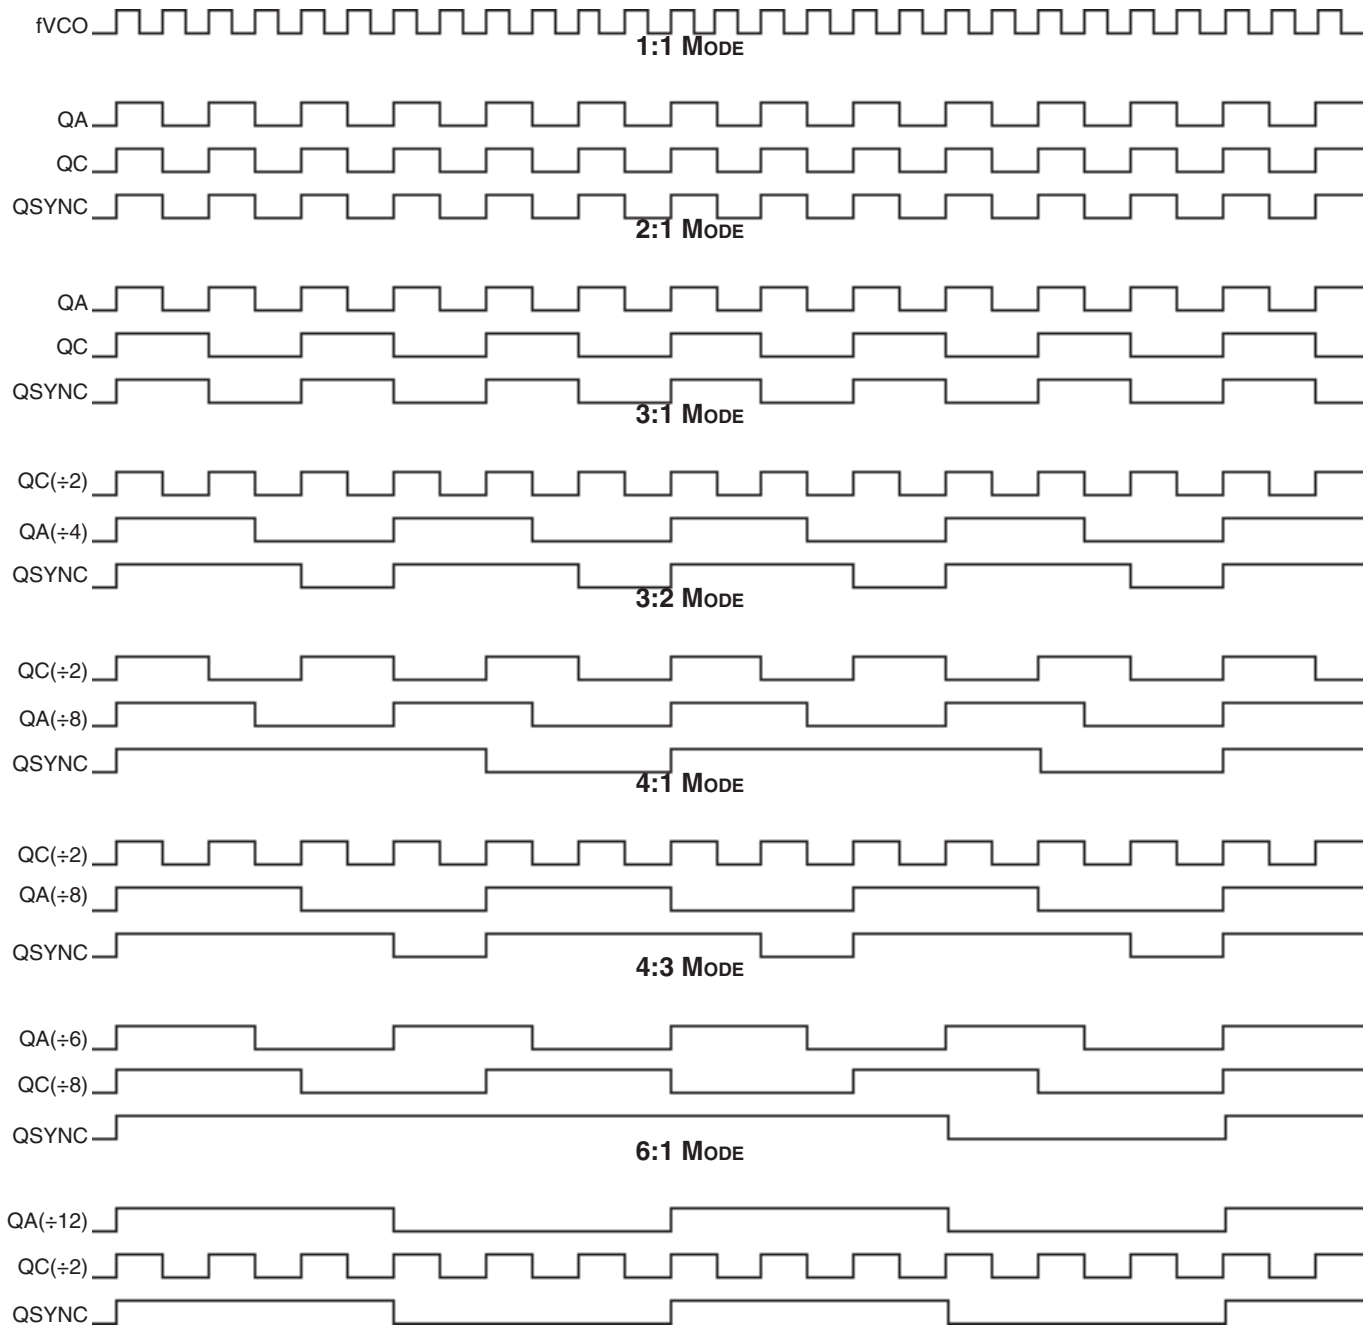 fVCO
1:1 MODE
QA
QC
QSYNC
2:1 MODE
QA
QC
QSYNC
3:1 MODE
QC(÷2)
QA(÷4)
QSYNC
3:2 MODE
QC(÷2)
QA(÷8)
QSYNC
4:1 MODE
QC(÷2)
QA(÷8)
QSYNC
4:3 MODE
QA(÷6)
QC(÷8)
QSYNC
6:1 MODE
QA(÷12)
QC(÷2)
QSYNC